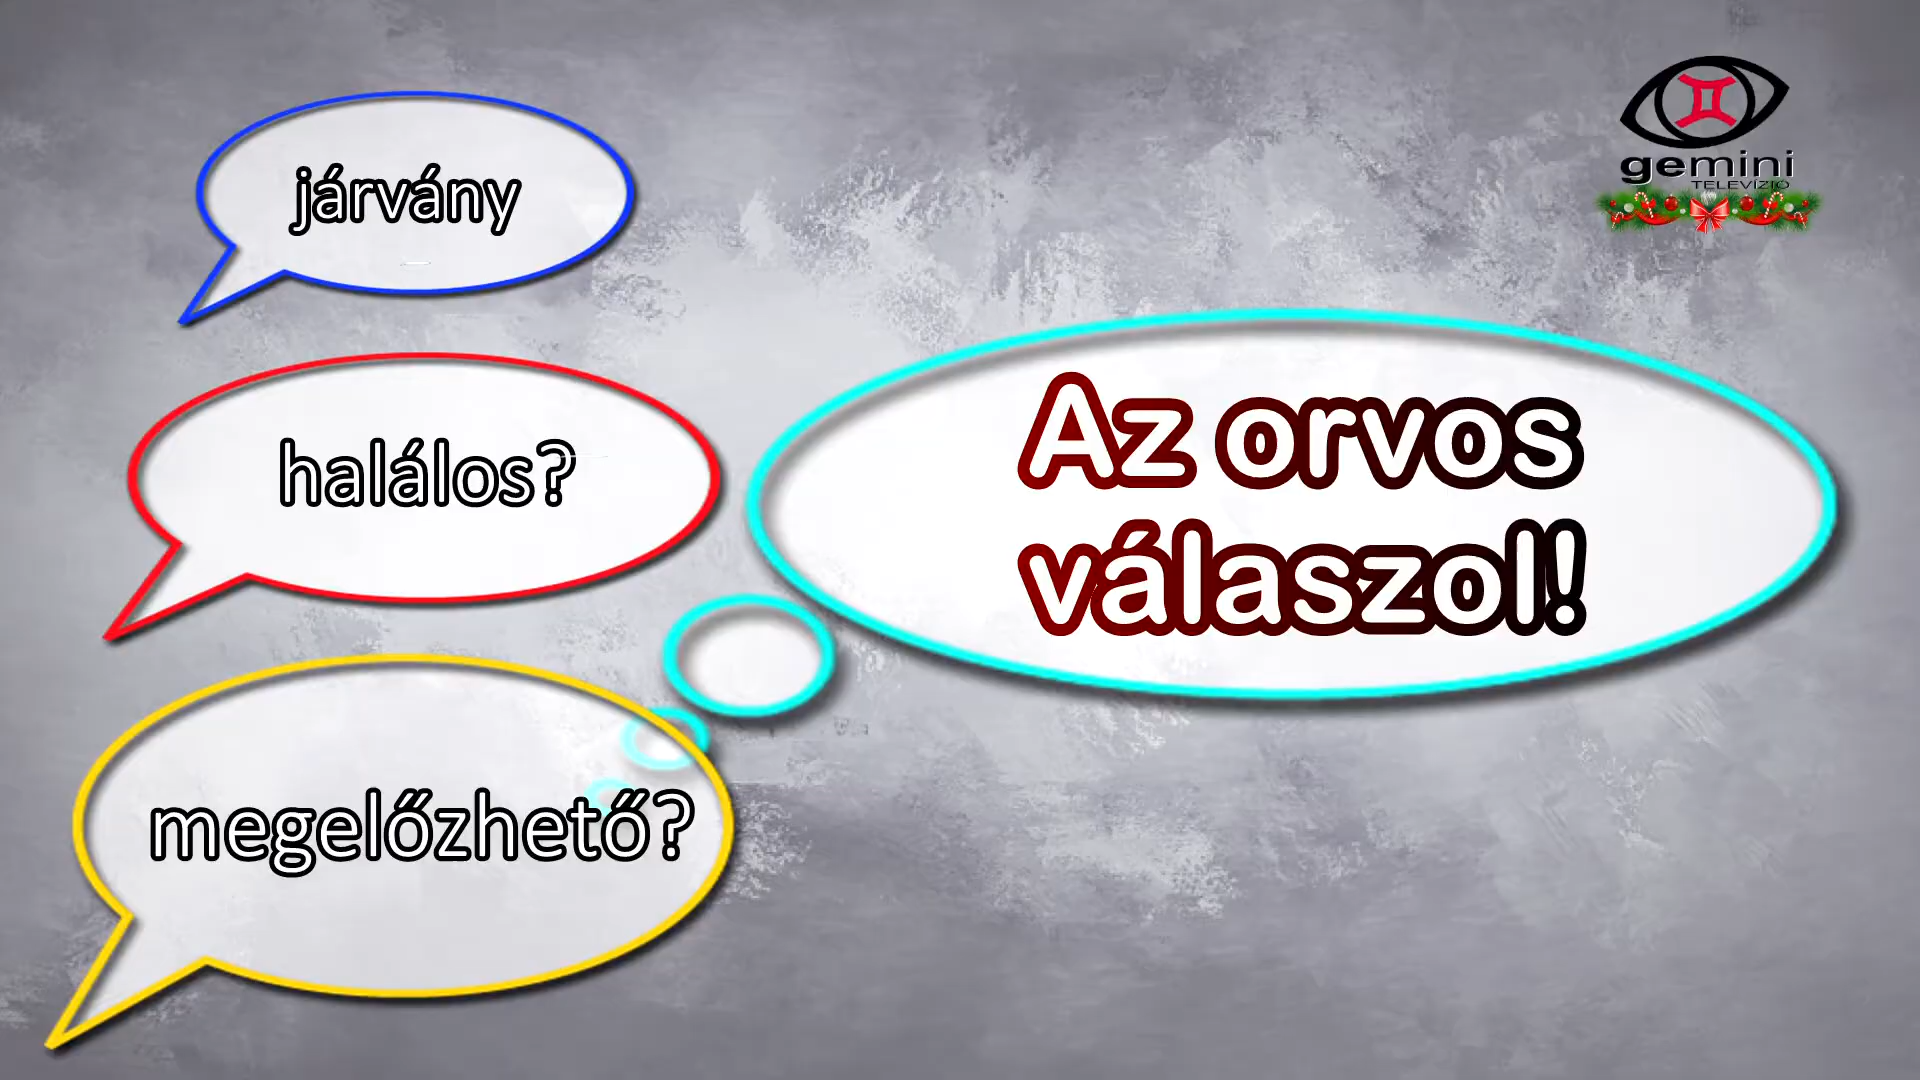 járvány
halálos?
megelőzhető?
Az orvos
válaszol!
gemini
TELEVÍZIÓ